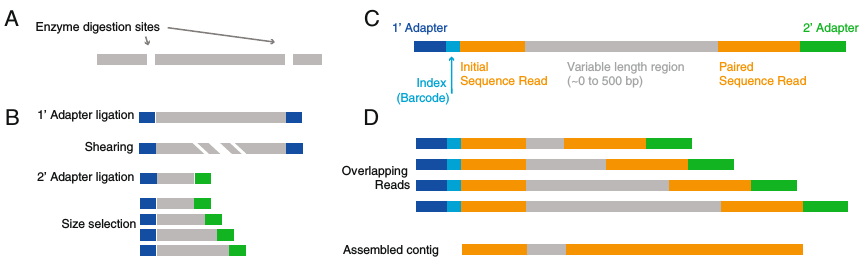 A
Enzyme digestion sites
B
1’ Adapter ligation
Shearing
2’ Adapter ligation
Size selection
C
1’ Adapter
2’ Adapter
Index
(Barcode)
Initial
Sequence Read
Variable length region
(~0 to 500 bp)
Paired
Sequence Read
D
Overlapping
Reads
Assembled contig